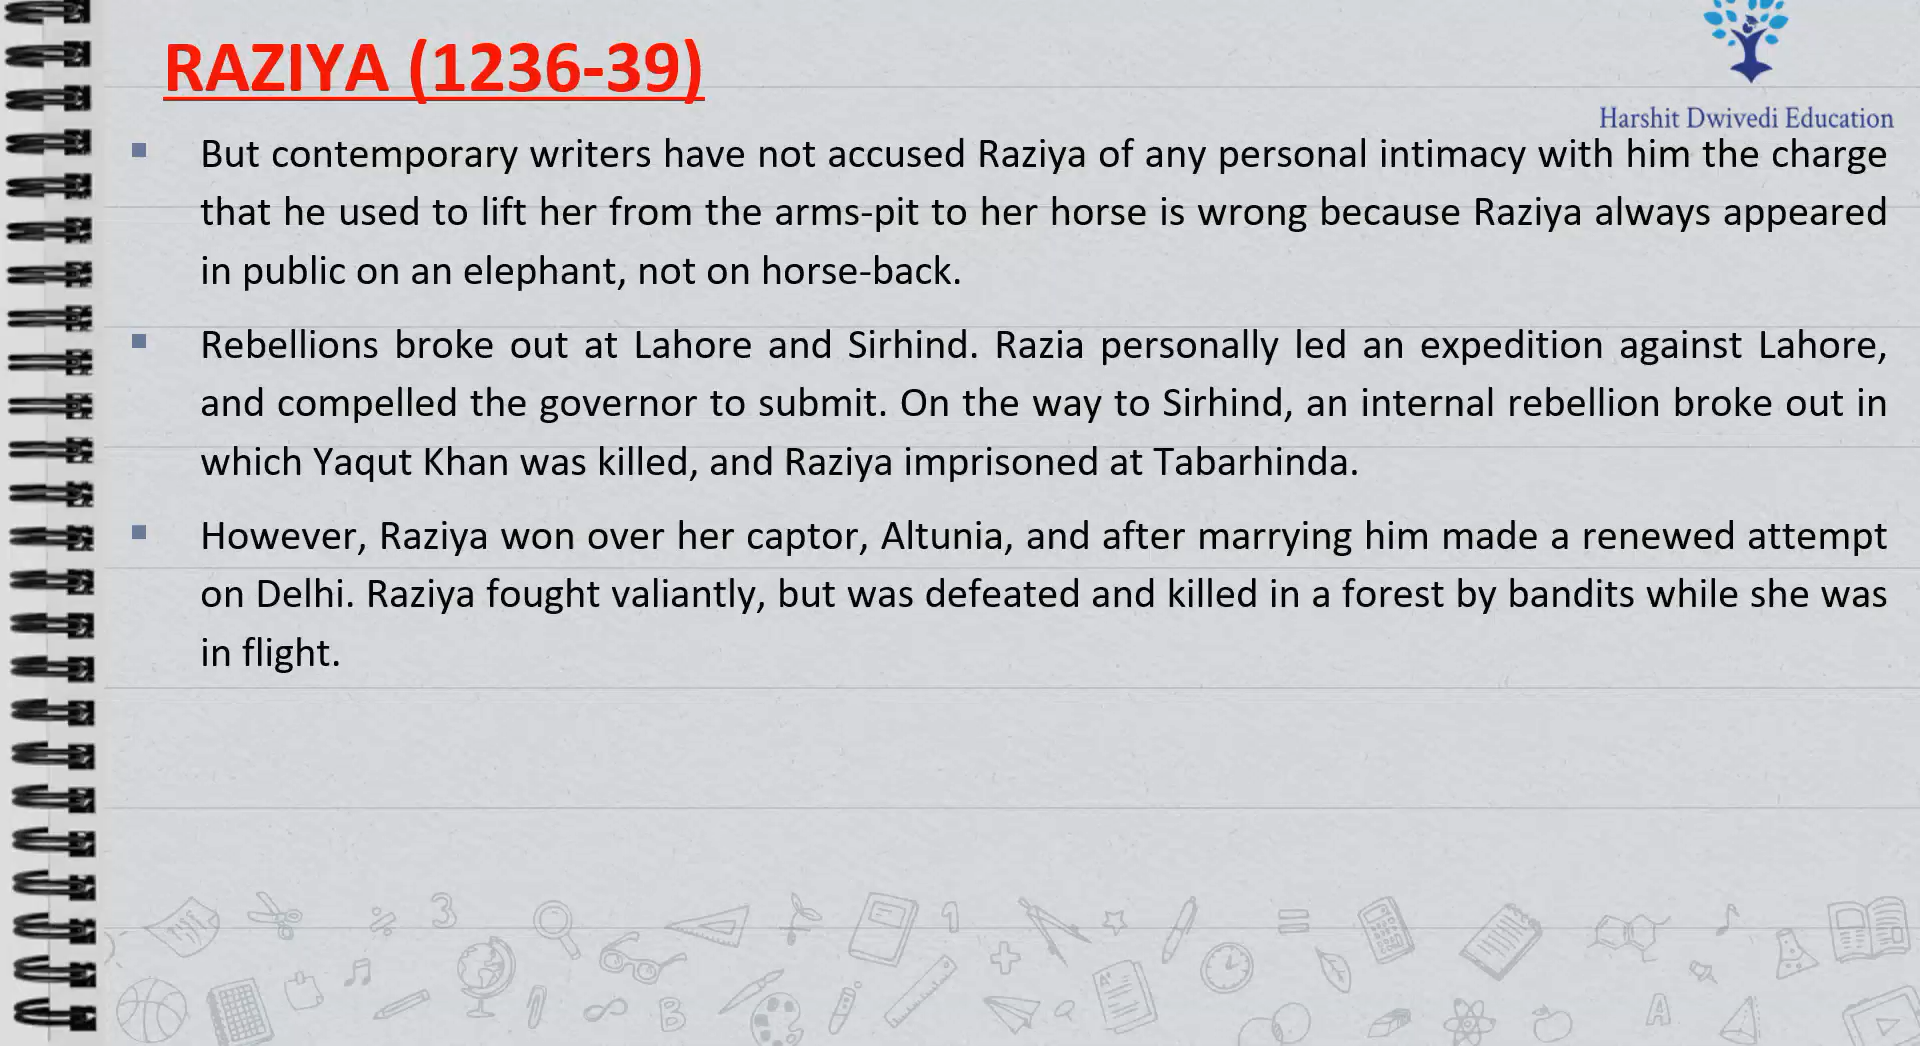 RAZIYA (1236-39)
Harshit Dwivedi Education
But contemporary writers have not accused Raziya of any personal intimacy with him the charge
that he used to lift her from the arms-pit to her horse is wrong because Raziya always appeared
in public on an elephant, not on horse-back.
Rebellions broke out at Lahore and Sirhind. Razia personally led an expedition against Lahore,
and compelled the governor to submit. On the way to Sirhind, an internal rebellion broke out in
which Yaqut Khan was killed, and Raziya imprisoned at Tabarhinda.
However, Raziya won over her captor, Altunia, and after marrying him made a renewed attempt
on Delhi. Raziya fought valiantly, but was defeated and killed in a forest by bandits while she was
in flight.